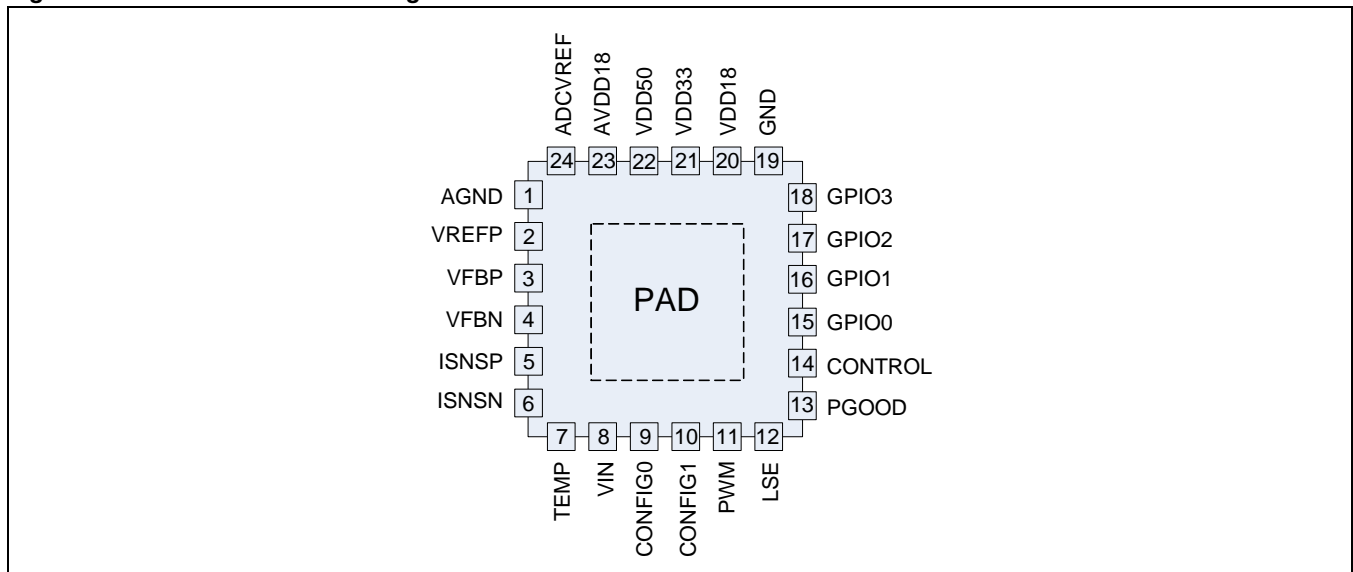 ADCVREF
AVDD18
VDD50
VDD33
VDD18
GND
24 23 22 21 20 19
AGND 1
VREFP 2
VFBP 3
VFBN 4
ISNSP 5
ISNSN 6
PAD
18 GPIO3
17 GPIO2
16 GPIO1
15 GPIO0
14 CONTROL
13 PGOOD
7 8 9 10 11 12
TEMP
VIN
CONFIG0
CONFIG1
PWM
LSE